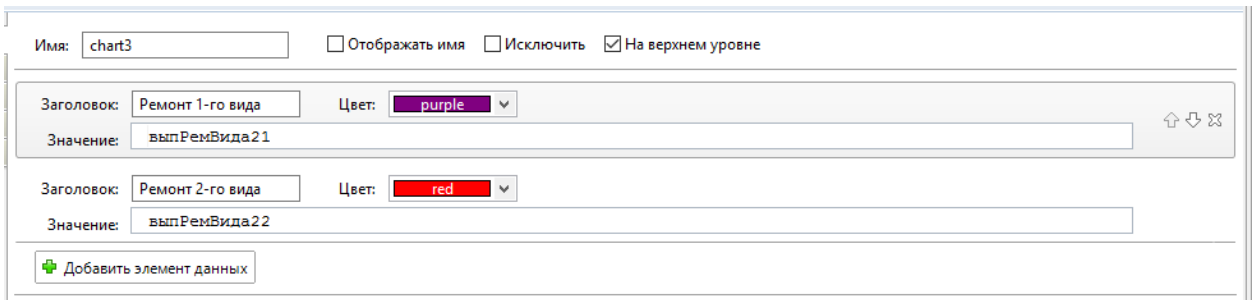 Имя: chart3 Отображать имя Исключить На верхнем уровне
Заголовок: Ремонт 1-го вида Цвет: purple
Значение: выпРемВида21
Заголовок: Ремонт 2-го вида Цвет: red
Значение: выпРемВида22
Добавить элемент данных